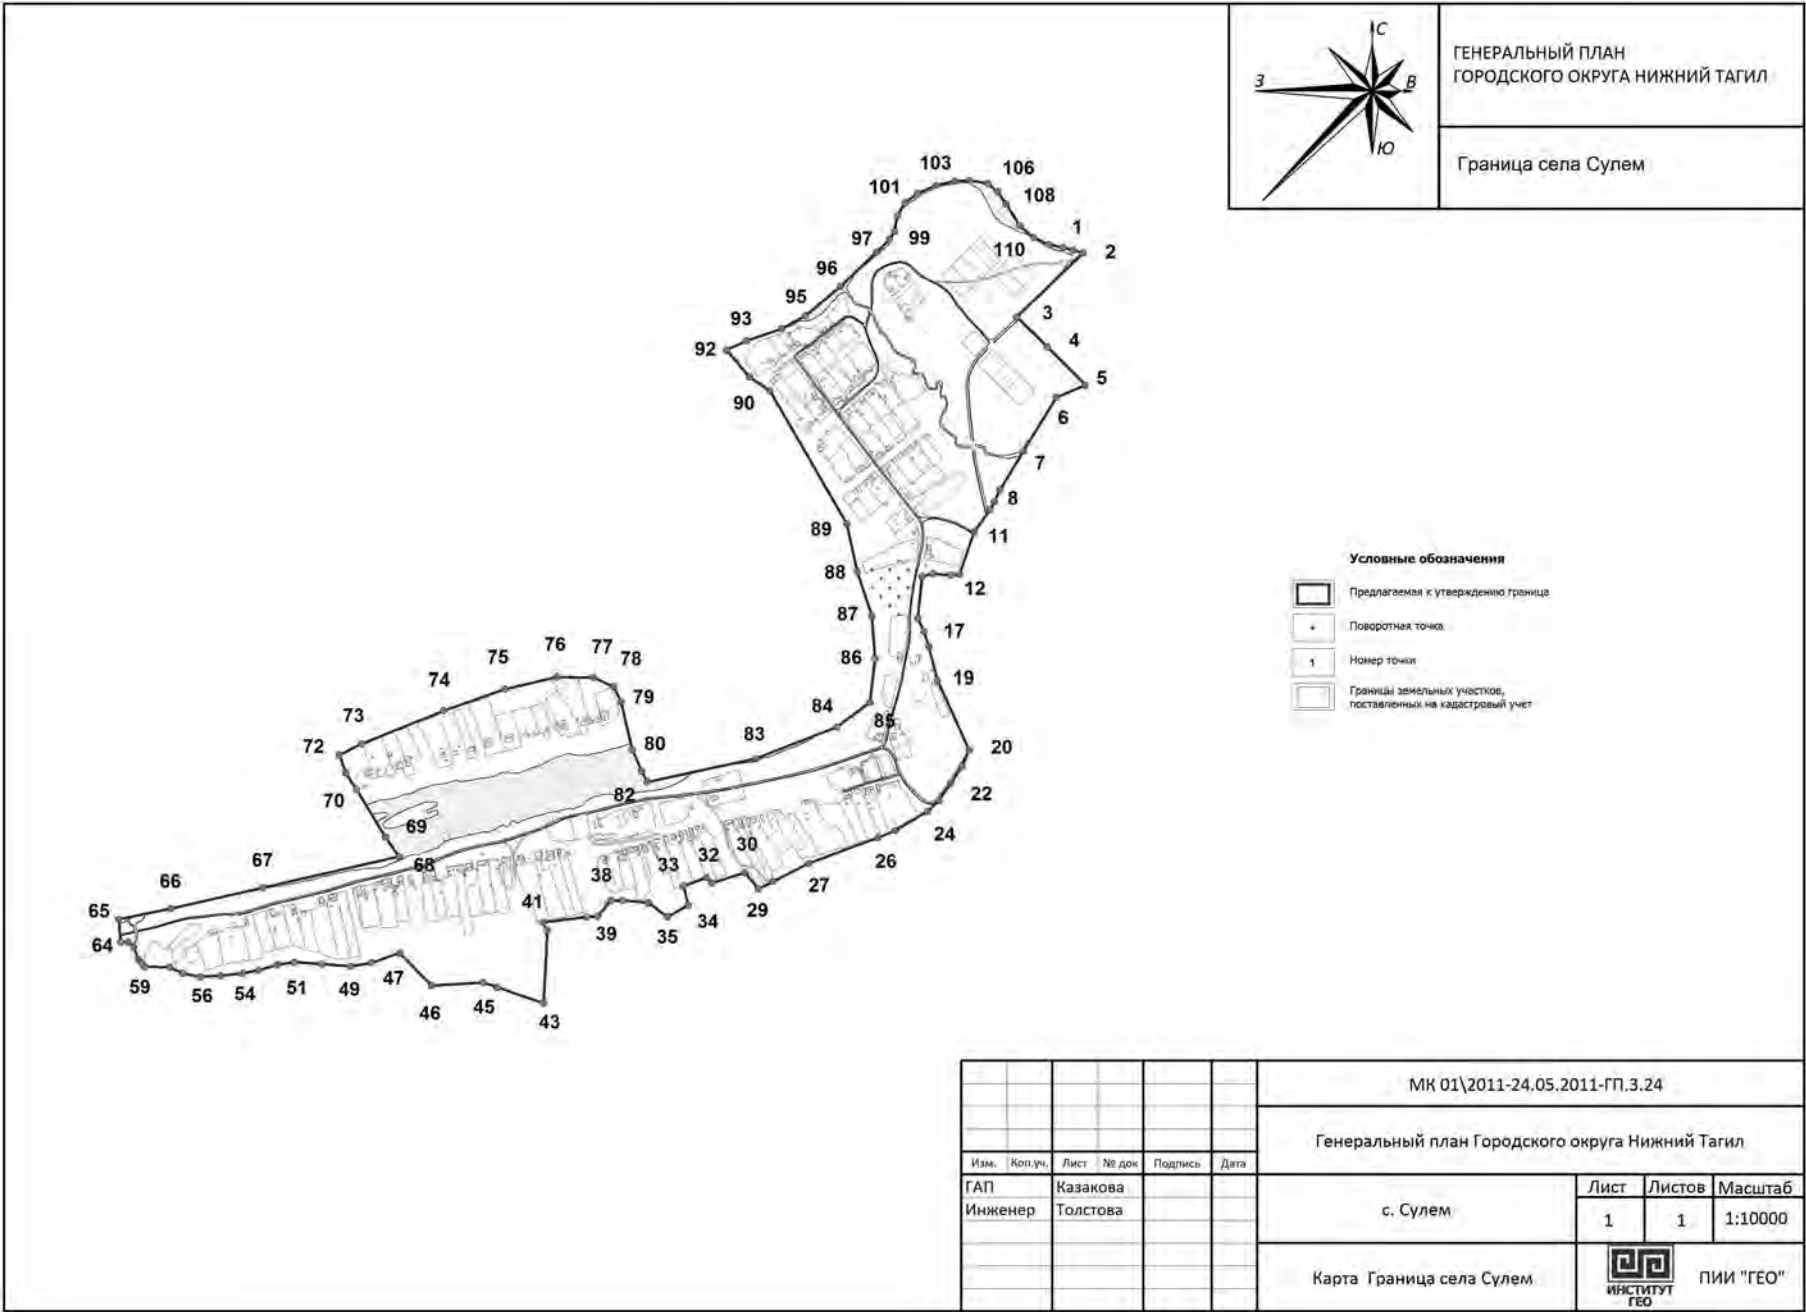 С
З
В
Ю
ГЕНЕРАЛЬНЫЙ ПЛАН
ГОРОДСКОГО ОКРУГА НИЖНИЙ ТАГИЛ
Граница села Сулем
103
106
101
108
1
97
99
110
2
96
95
3
93
92
4
5
90
6
7
8
89
11
88
12
87
17
86
19
76
77
78
75
79
74
84
85
73
72
80
83
20
70
82
22
69
24
67
68
30
26
66
38
33
32
27
65
41
29
64
39
35
34
59
56
54
51
49
47
46
45
43
Условные обозначения
Предлагаемая к утверждению граница
Поворотная точка
1 Номер точки
Границы земельных участков,
поставленных на кадастровый учет
МК 01\2011-24.05.2011-ГП.3.24
Генеральный план Городского округа Нижний Тагил
Изм. Кол.уч. Лист № док Подпись Дата
ГАП Казакова
Инженер Толстова
с. Сулем
Лист Листов Масштаб
1 1 1:10000
Карта Граница села Сулем
ИНСТИТУТ
ГЕО
ПИИ "ГЕО"